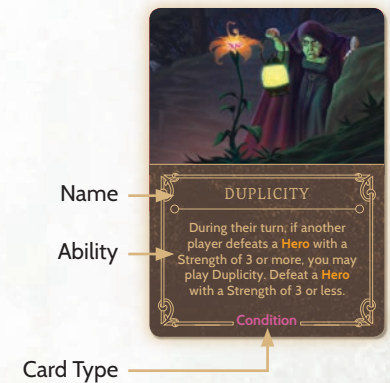 Name
DUPLICITY
Ability
During their turn, if another
player defeats a Hero with a
Strength of 3 or more, you may
play Duplicity. Defeat a Hero
with a Strength of 3 or less.
Condition
Card Type